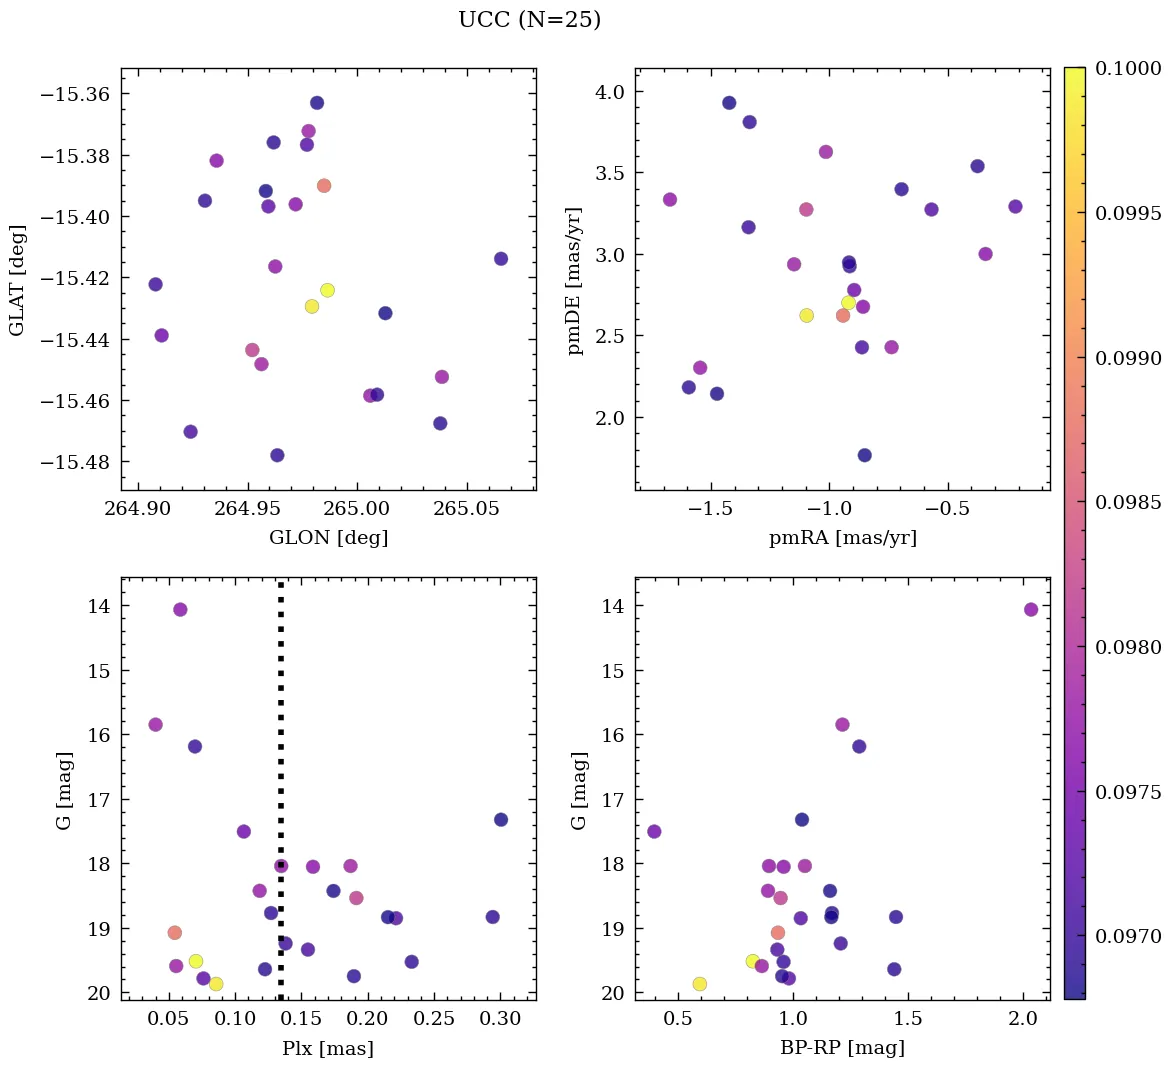 UCC (N=25)
−15.36
−15.38
−15.40
−15.42
−15.44
−15.46
−15.48
GLAT [deg]
264.90 264.95 265.00 265.05
GLON [deg]
4.0
3.5
3.0
2.5
2.0
pmDE [mas/yr]
−1.5 −1.0 −0.5
pmRA [mas/yr]
14
15
16
17
18
19
20
G [mag]
0.05 0.10 0.15 0.20 0.25 0.30
Plx [mas]
14
15
16
17
18
19
20
G [mag]
0.5 1.0 1.5 2.0
BP-RP [mag]
0.1000
0.0995
0.0990
0.0985
0.0980
0.0975
0.0970